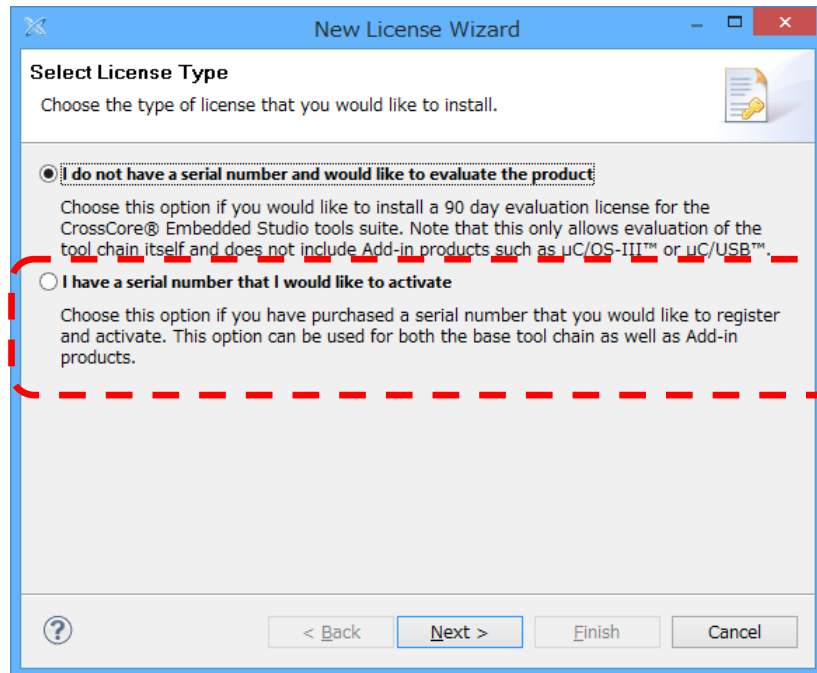 New License Wizard
Select License Type
Choose the type of license that you would like to install.
I do not have a serial number and would like to evaluate the product
Choose this option if you would like to install a 90 day evaluation license for the
CrossCore® Embedded Studio tools suite. Note that this only allows evaluation of the
tool chain itself and does not include Add-in products such as µC/OS-III™ or µC/USB™.
I have a serial number that I would like to activate
Choose this option if you have purchased a serial number that you would like to register
and activate. This option can be used for both the base tool chain as well as Add-in
products.
? < Back Next > Finish Cancel